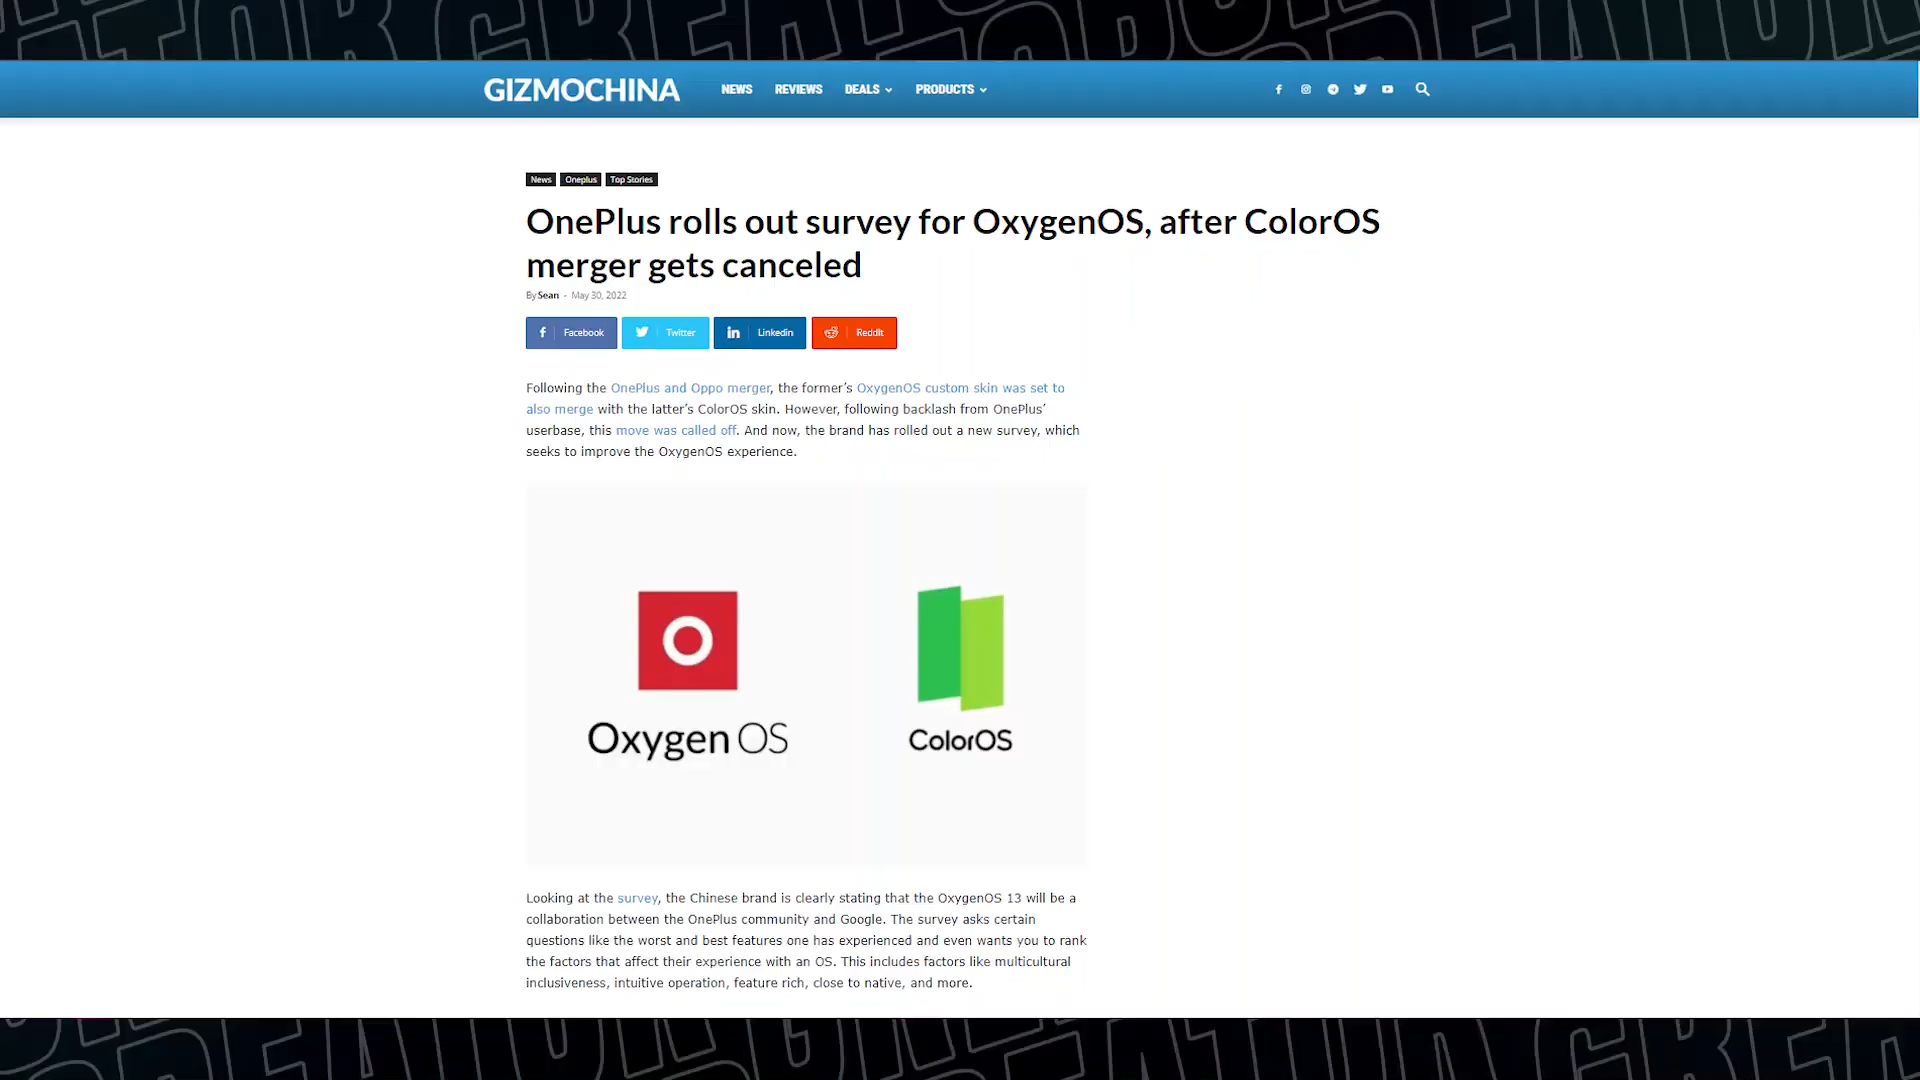 GIZMOCHINA NEWS REVIEWS DEALS PRODUCTS
News Oneplus Top Stories
OnePlus rolls out survey for OxygenOS, after ColorOS
merger gets canceled
By Sean - May 30, 2022
Facebook Twitter Linkedin ReddIt
Following the OnePlus and Oppo merger, the former’s OxygenOS custom skin was set to
also merge with the latter’s ColorOS skin. However, following backlash from OnePlus’
userbase, this move was called off. And now, the brand has rolled out a new survey, which
seeks to improve the OxygenOS experience.
Oxygen OS
ColorOS
Looking at the survey, the Chinese brand is clearly stating that the OxygenOS 13 will be a
collaboration between the OnePlus community and Google. The survey asks certain
questions like the worst and best features one has experienced and even wants you to rank
the factors that affect their experience with an OS. This includes factors like multicultural
inclusiveness, intuitive operation, feature rich, close to native, and more.